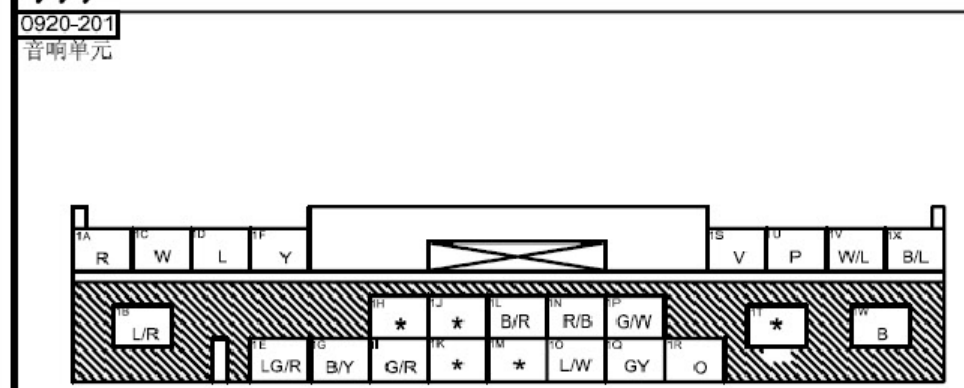 0920-201
音响单元
1A R 1C W 1D L 1F Y 1S V 1U P 1V W/L 1X B/L
1H * 1J * 1L B/R 1N R/B 1P G/W
1B L/R 1T * 1W B
1E LG/R 1G B/Y 1I G/R 1K * 1M * 1O L/W 1Q GY 1R O